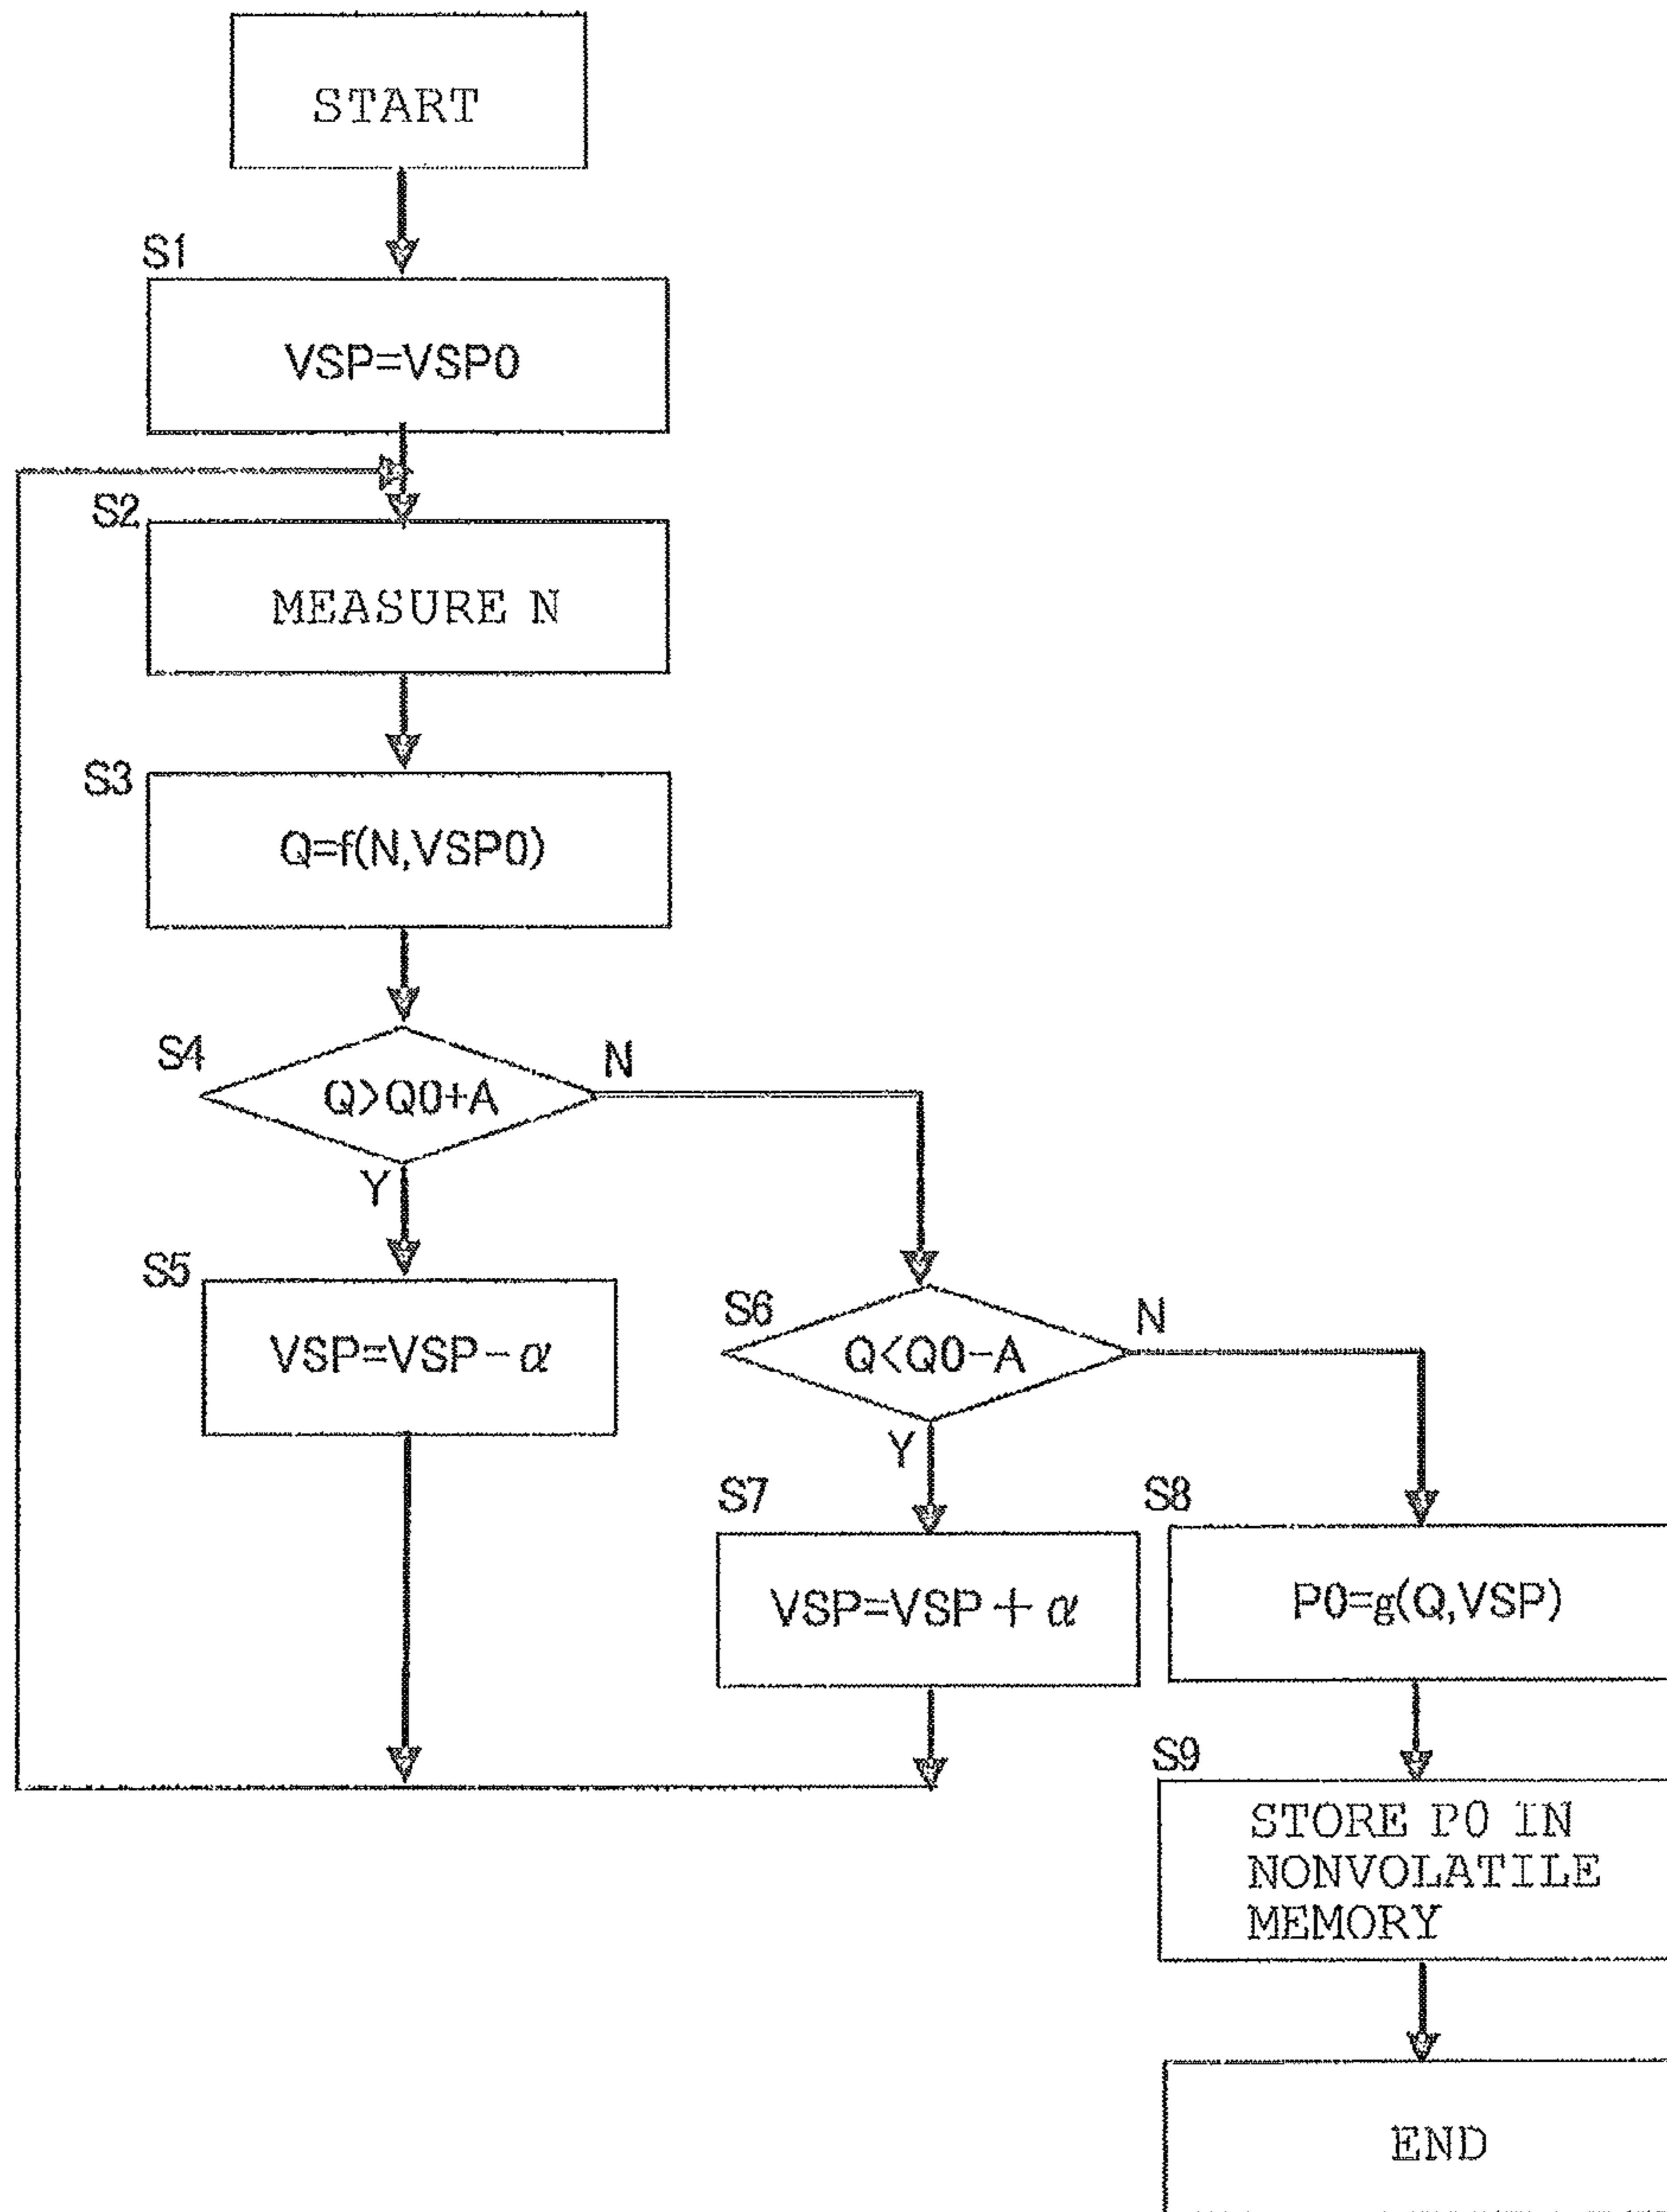 START
S1
VSP=VSP0
S2
MEASURE N
S3
Q=f(N,VSP0)
S4
Q>Q0+A
N
Y
S5
VSP=VSP-α
S6
Q<Q0-A
N
Y
S7
VSP=VSP+α
S8
P0=g(Q,VSP)
S9
STORE P0 IN
NONVOLATILE
MEMORY
END